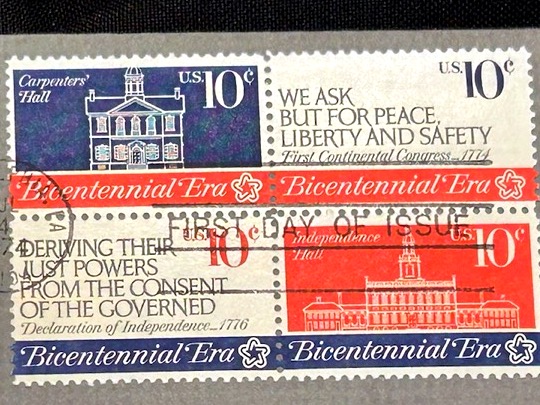 Carpenters'
Hall
U.S. 10¢
Bicentennial Era
U.S. 10¢
WE ASK
BUT FOR PEACE,
LIBERTY AND SAFETY
First Continental Congress—1774
Bicentennial Era
FIRST DAY OF ISSUE
U.S. 10¢
DERIVING THEIR
JUST POWERS
FROM THE CONSENT
OF THE GOVERNED
Declaration of Independence—1776
Bicentennial Era
Independence
Hall
U.S. 10¢
Bicentennial Era